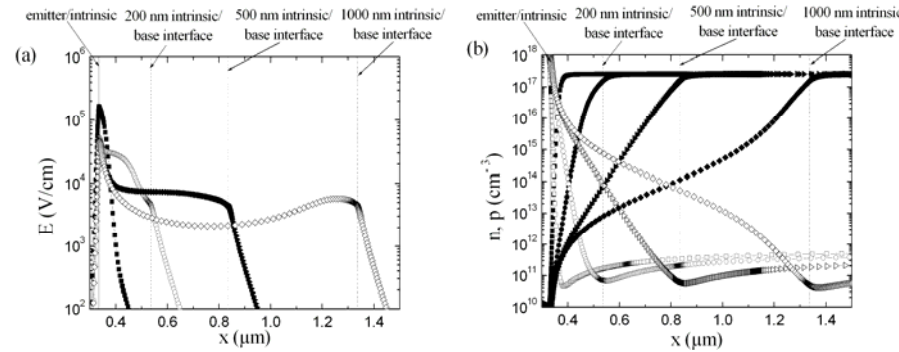 emitter/intrinsic
200 nm intrinsic/
base interface
500 nm intrinsic/
base interface
1000 nm intrinsic/
base interface
(a)
10^6
10^5
10^4
10^3
10^2
E (V/cm)
0.4 0.6 0.8 1.0 1.2 1.4
x (μm)
emitter/intrinsic
200 nm intrinsic/
base interface
500 nm intrinsic/
base interface
1000 nm intrinsic/
base interface
(b)
10^18
10^17
10^16
10^15
10^14
10^13
10^12
10^11
10^10
n, p (cm^-3)
0.4 0.6 0.8 1.0 1.2 1.4
x (μm)